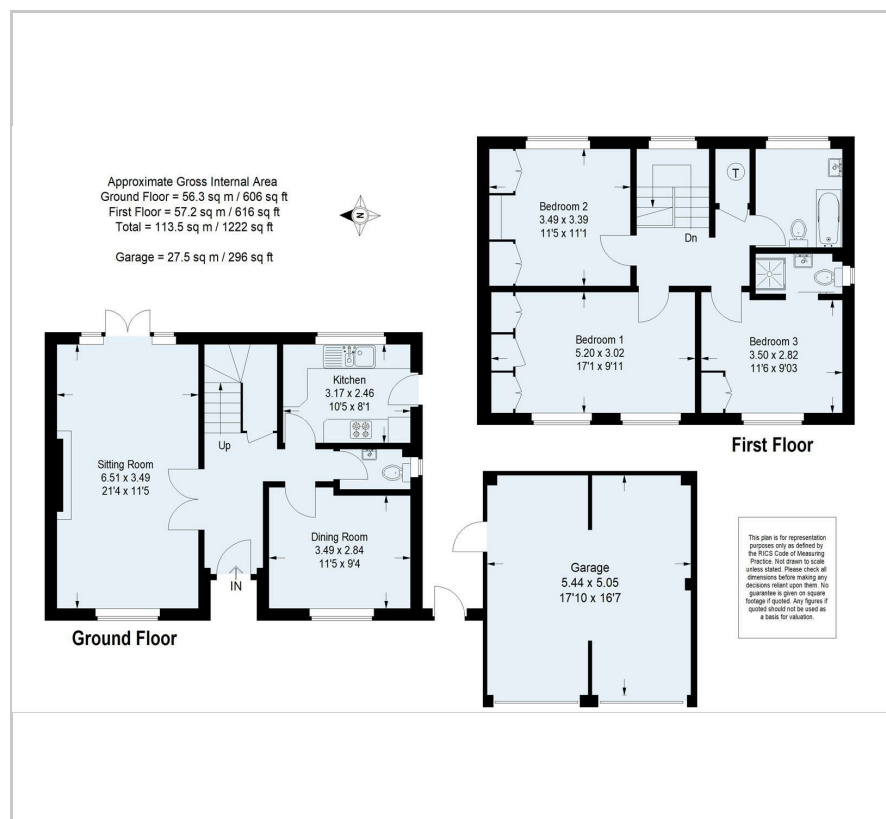 Approximate Gross Internal Area
Ground Floor = 56.3 sq m / 606 sq ft
First Floor = 57.2 sq m / 616 sq ft
Total = 113.5 sq m / 1222 sq ft
Garage = 27.5 sq m / 296 sq ft
N
Bedroom 2
3.49 x 3.39
11'5 x 11'1
Dn
T
Bedroom 1
5.20 x 3.02
17'1 x 9'11
Bedroom 3
3.50 x 2.82
11'6 x 9'03
First Floor
Kitchen
3.17 x 2.46
10'5 x 8'1
Up
Sitting Room
6.51 x 3.49
21'4 x 11'5
Dining Room
3.49 x 2.84
11'5 x 9'4
IN
Ground Floor
Garage
5.44 x 5.05
17'10 x 16'7
This plan is for representation
purposes only as defined by
the RICS Code of Measuring
Practice. Not drawn to scale
unless stated. Please check all
dimensions before making any
decisions reliant upon them. No
guarantee is given on square
footage if quoted. Any figures if
quoted should not be used as
a basis for valuation.